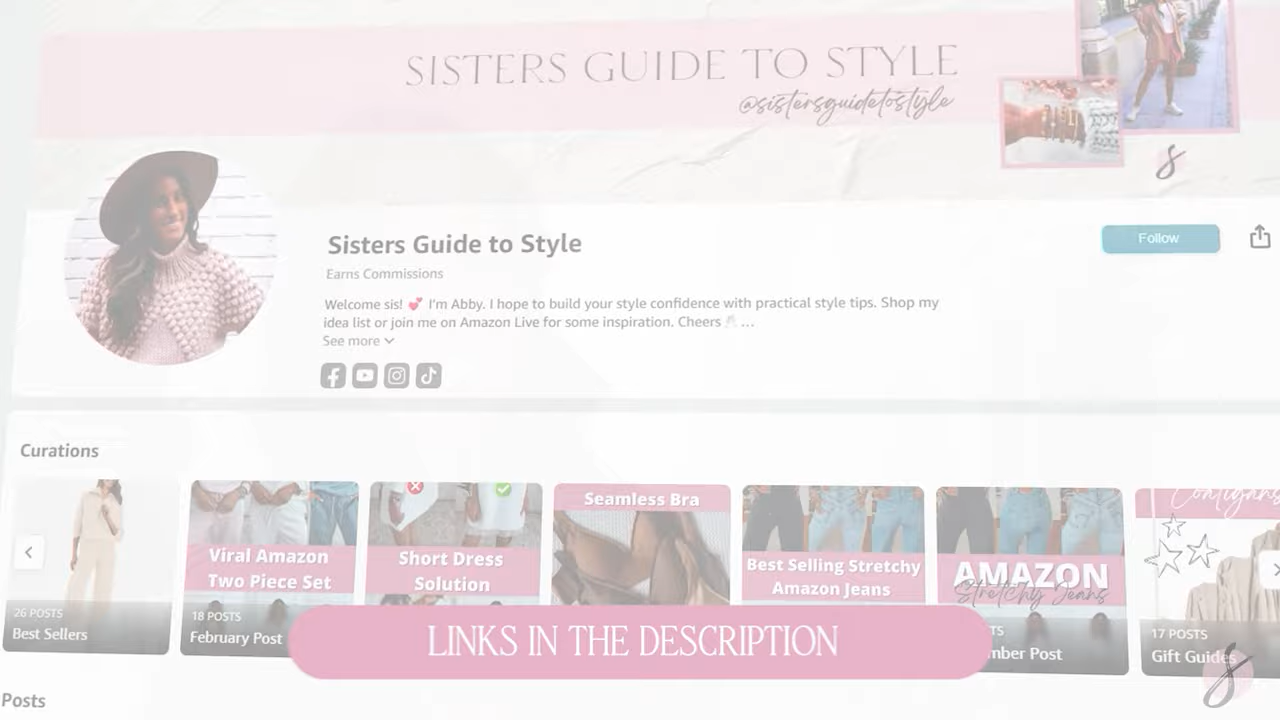 SISTERS GUIDE TO STYLE
@sistersguidetostyle
Sisters Guide to Style
Follow
Earns Commissions
Welcome sis! 💕 I'm Abby. I hope to build your style confidence with practical style tips. Shop my
idea list or join me on Amazon Live for some inspiration. Cheers 🥂 ...
See more
Curations
26 POSTS
Best Sellers
Viral Amazon
Two Piece Set
18 POSTS
February Post
Short Dress
Solution
Seamless Bra
Best Selling Stretchy
Amazon Jeans
AMAZON
Stretchy Jeans
Post
17 POSTS
Gift Guides
LINKS IN THE DESCRIPTION
Posts